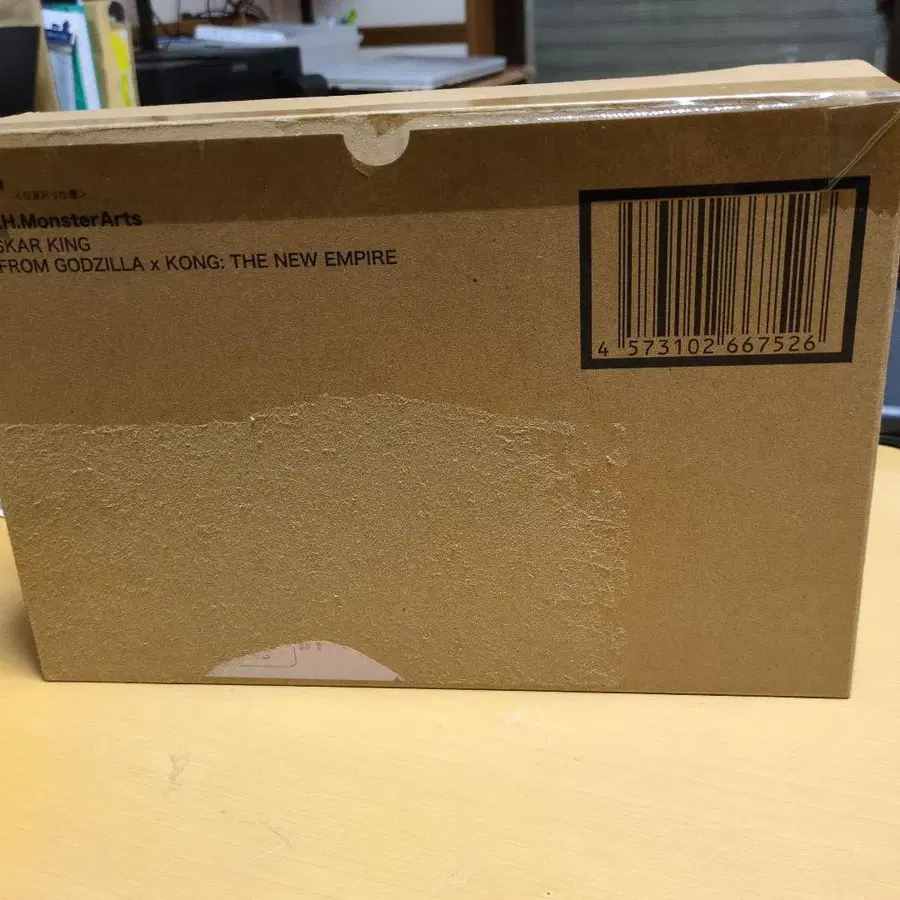 .H.MonsterArts
SKAR KING
FROM GODZILLA x KONG: THE NEW EMPIRE
4 573102 667526